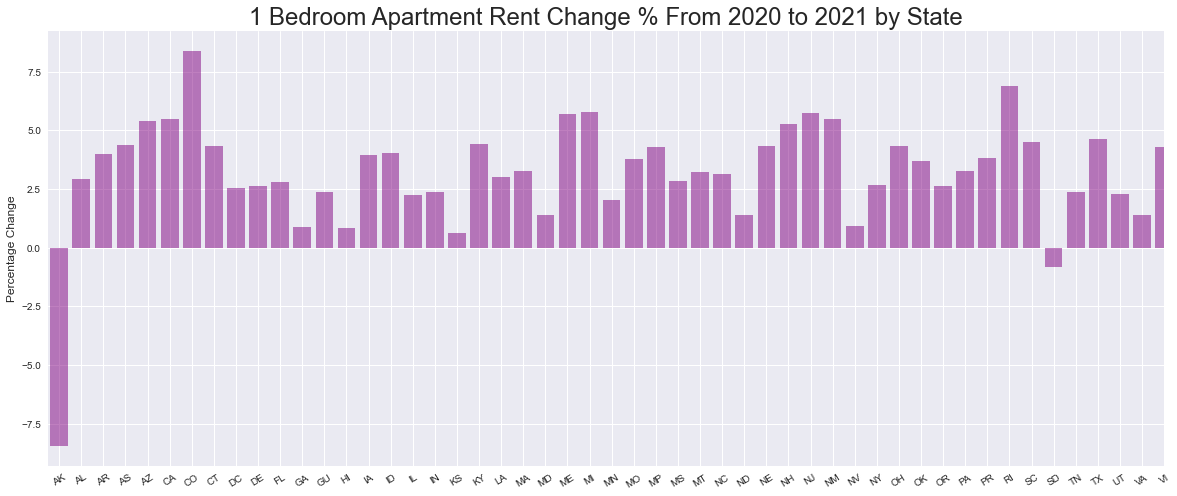 1 Bedroom Apartment Rent Change % From 2020 to 2021 by State
Percentage Change
7.5
5.0
2.5
0.0
−2.5
−5.0
−7.5
AK AL AR AS AZ CA CO CT DC DE FL GA GU HI IA ID IL IN KS KY LA MA MD ME MI MN MO MP MS MT NC ND NE NH NJ NM NV NY OH OK OR PA PR RI SC SD TN TX UT VA VI